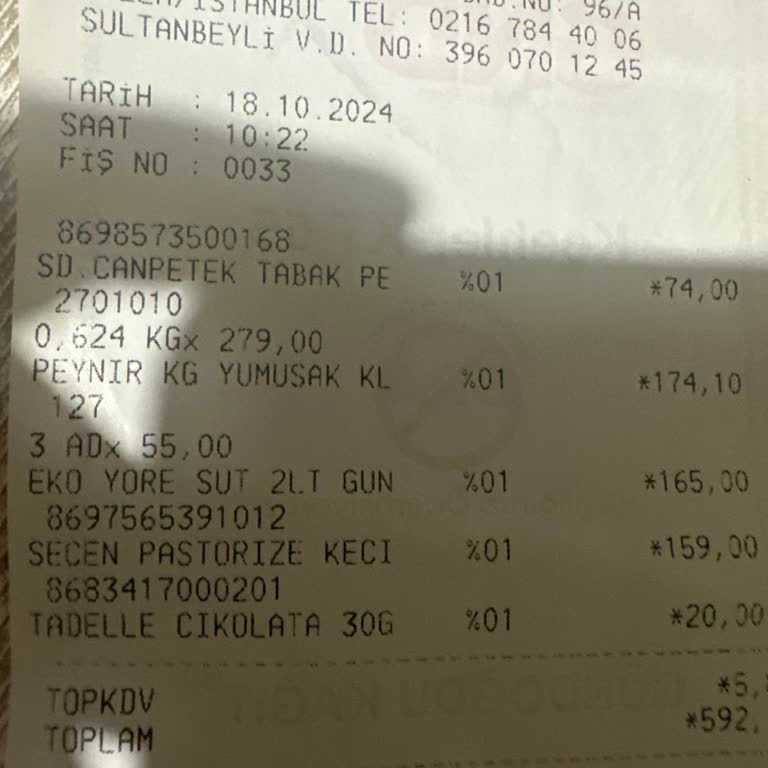 İSTANBUL TEL: 0216 784 40 06
SULTANBEYLİ V.D. NO: 396 070 12 45
TARİH : 18.10.2024
SAAT : 10:22
FİŞ NO : 0033
8698573500168
SD.CANPETEK TABAK PE %01 *74,00
2701010
0,624 KGx 279,00
PEYNIR KG YUMUSAK KL %01 *174,10
127
3 ADx 55,00
EKO YORE SUT 2LT GUN %01 *165,00
8697565391012
SECEN PASTORIZE KECI %01 *159,00
8683417000201
TADELLE CIKOLATA 30G %01 *20,00
TOPKDV *5,
TOPLAM *592,